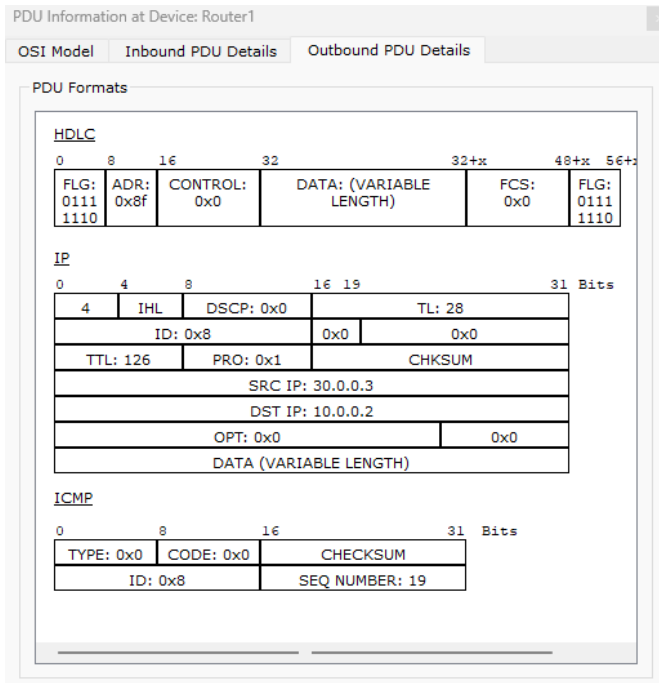 PDU Information at Device: Router1
OSI Model Inbound PDU Details Outbound PDU Details
PDU Formats
HDLC
0 8 16 32 32+x 48+x 56+x
FLG: 0111 1110 ADR: 0x8f CONTROL: 0x0 DATA: (VARIABLE LENGTH) FCS: 0x0 FLG: 0111 1110
IP
0 4 8 16 19 31 Bits
4 IHL DSCP: 0x0 TL: 28
ID: 0x8 0x0 0x0
TTL: 126 PRO: 0x1 CHKSUM
SRC IP: 30.0.0.3
DST IP: 10.0.0.2
OPT: 0x0 0x0
DATA (VARIABLE LENGTH)
ICMP
0 8 16 31 Bits
TYPE: 0x0 CODE: 0x0 CHECKSUM
ID: 0x8 SEQ NUMBER: 19